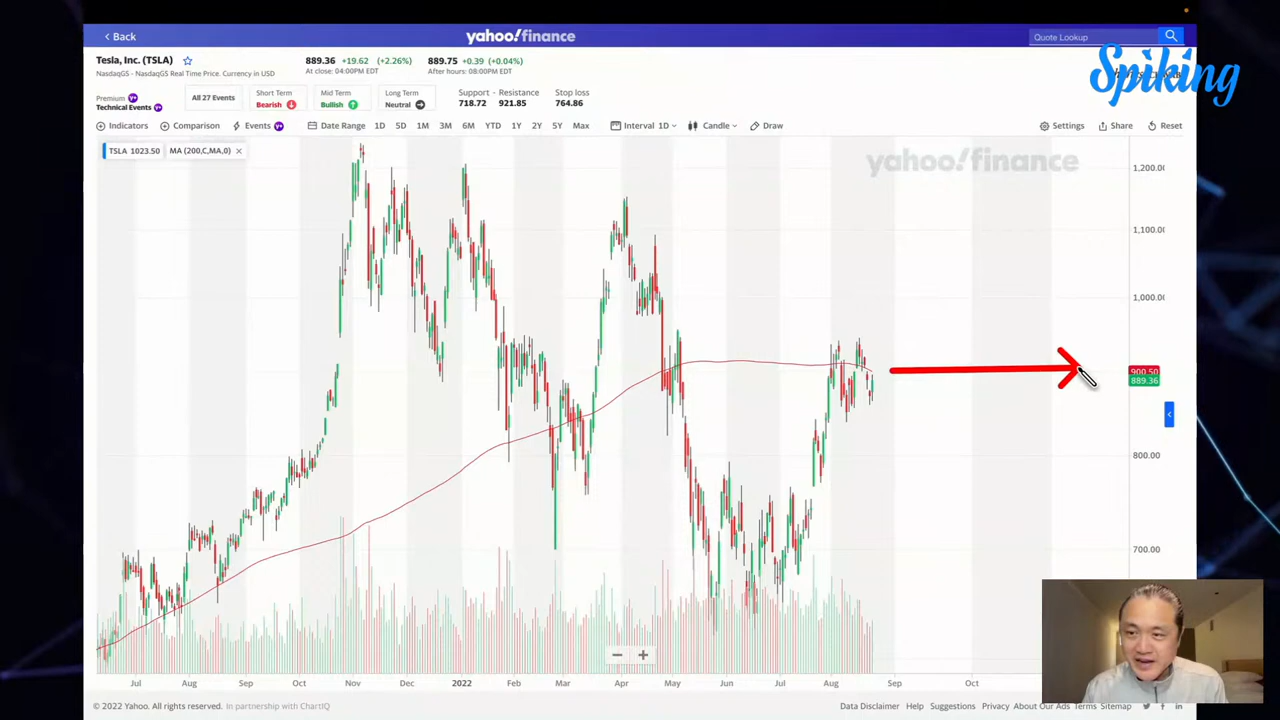 Back
yahoo!finance
Quote Lookup
Tesla, Inc. (TSLA)
NasdaqGS - NasdaqGS Real Time Price. Currency in USD
889.36 +19.62 (+2.26%)
At close: 04:00PM EDT
889.75 +0.39 (+0.04%)
After hours: 08:00PM EDT
Spiking
Premium
Technical Events
All 27 Events
Short Term
Bearish
Mid Term
Bullish
Long Term
Neutral
Support - Resistance
718.72 921.85
Stop loss
764.86
Indicators Comparison Events Date Range 1D 5D 1M 3M 6M YTD 1Y 2Y 5Y Max Interval 1D Candle Draw Settings Share Reset
TSLA 1023.50 MA (200,C,MA,0)
yahoo!finance
1,200.00
1,100.00
1,000.00
900.50
889.36
800.00
700.00
Jul Aug Sep Oct Nov Dec 2022 Feb Mar Apr May Jun Jul Aug Sep Oct
© 2022 Yahoo. All rights reserved. In partnership with ChartIQ
Data Disclaimer Help Suggestions Privacy About Our Ads Terms Sitemap